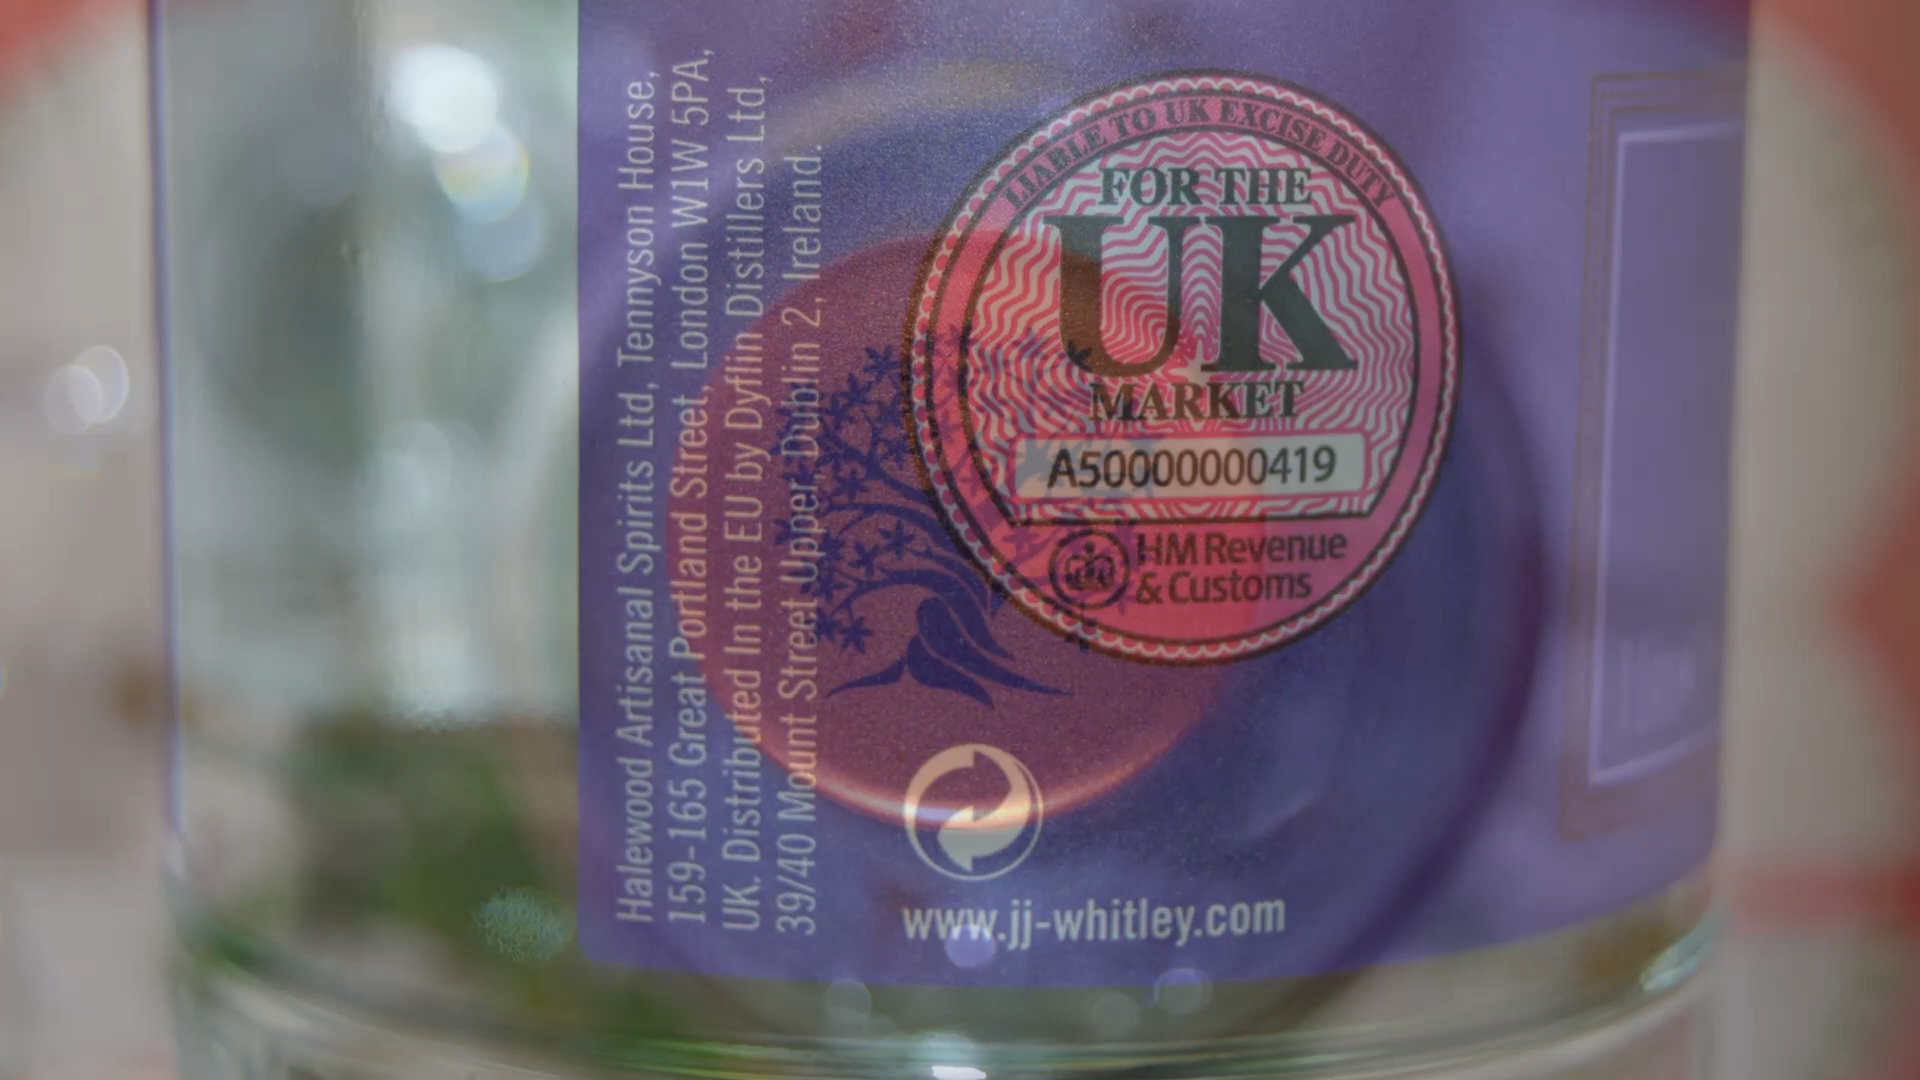 Halewood Artisanal Spirits Ltd, Tennyson House,
159-165 Great Portland Street, London W1W 5PA,
UK. Distributed In the EU by Dyflin Distillers Ltd,
39/40 Mount Street Upper, Dublin 2, Ireland.
LIABLE TO UK EXCISE DUTY
FOR THE
UK
MARKET
A50000000419
HM Revenue
& Customs
www.jj-whitley.com